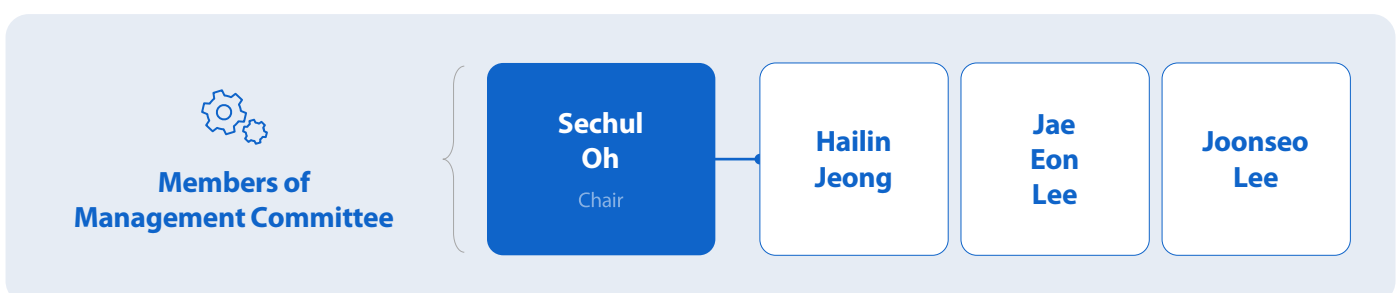 Members of
Management Committee
Sechul
Oh
Chair
Hailin
Jeong
Jae
Eon
Lee
Joonseo
Lee